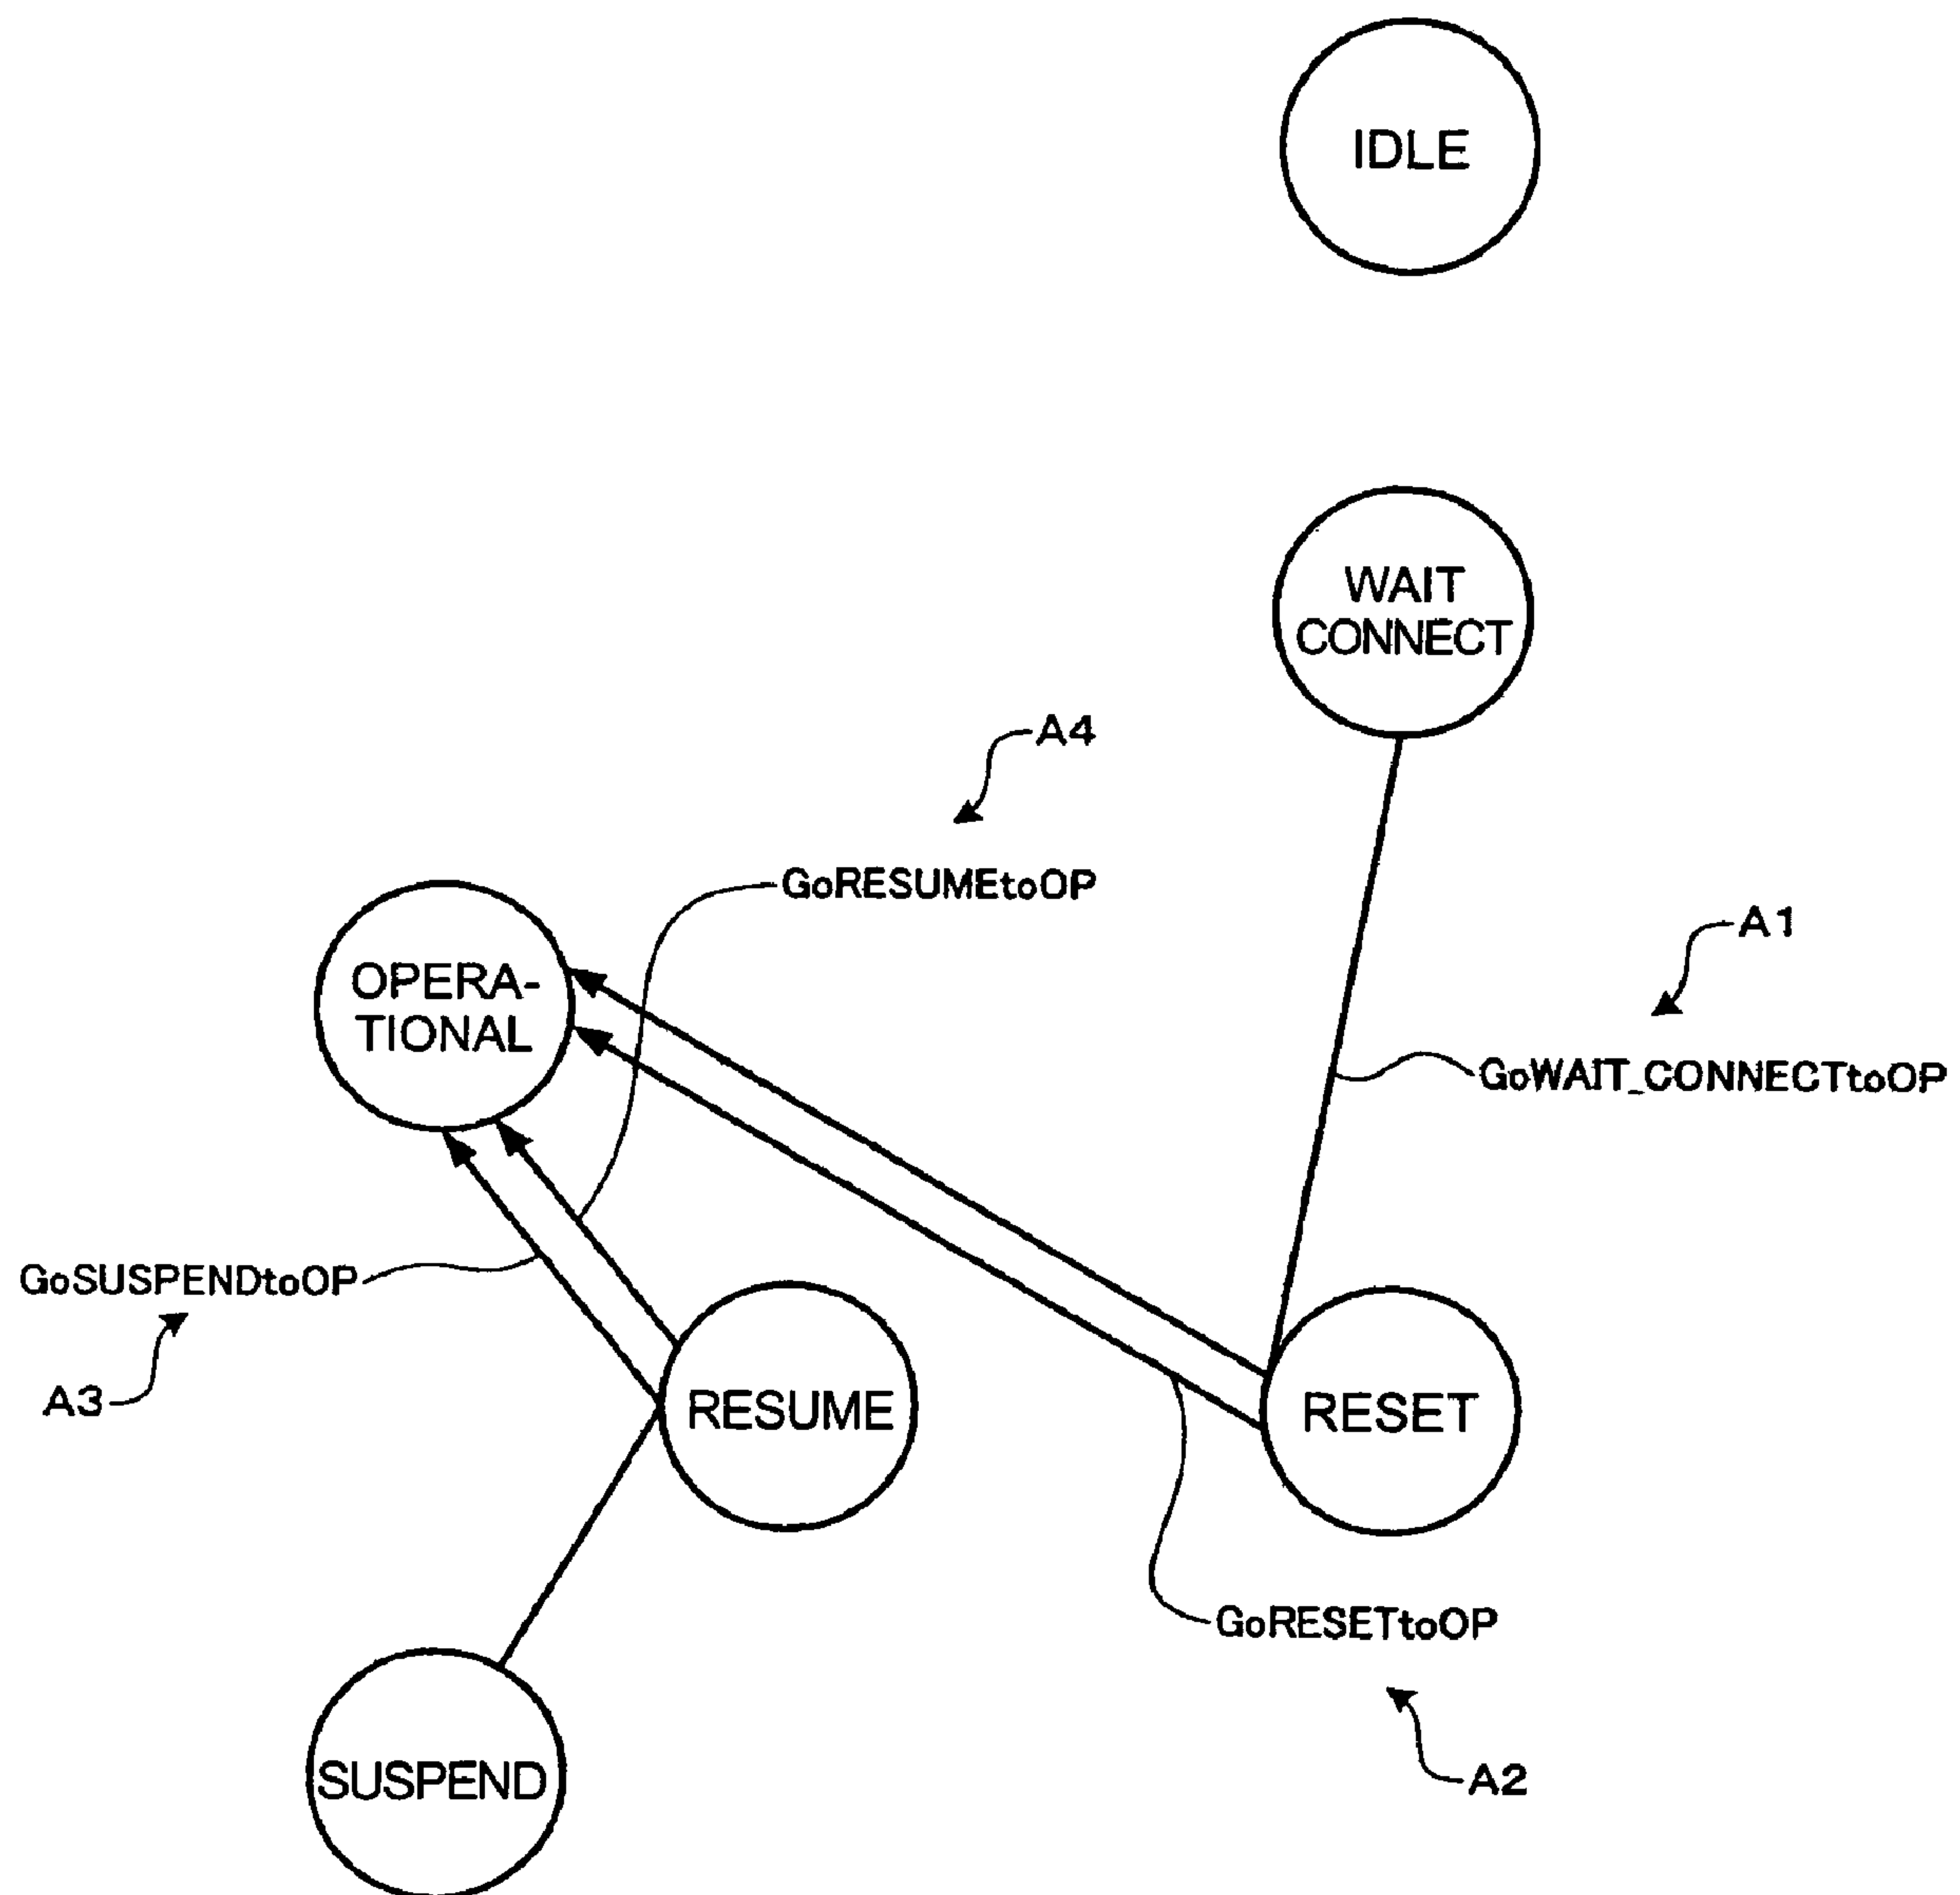 IDLE
WAIT
CONNECT
A4
GoRESUMEtoOP
A1
OPERA-
TIONAL
GoWAIT_CONNECTtoOP
GoSUSPENDtoOP
A3
RESUME
RESET
GoRESETtoOP
SUSPEND
A2